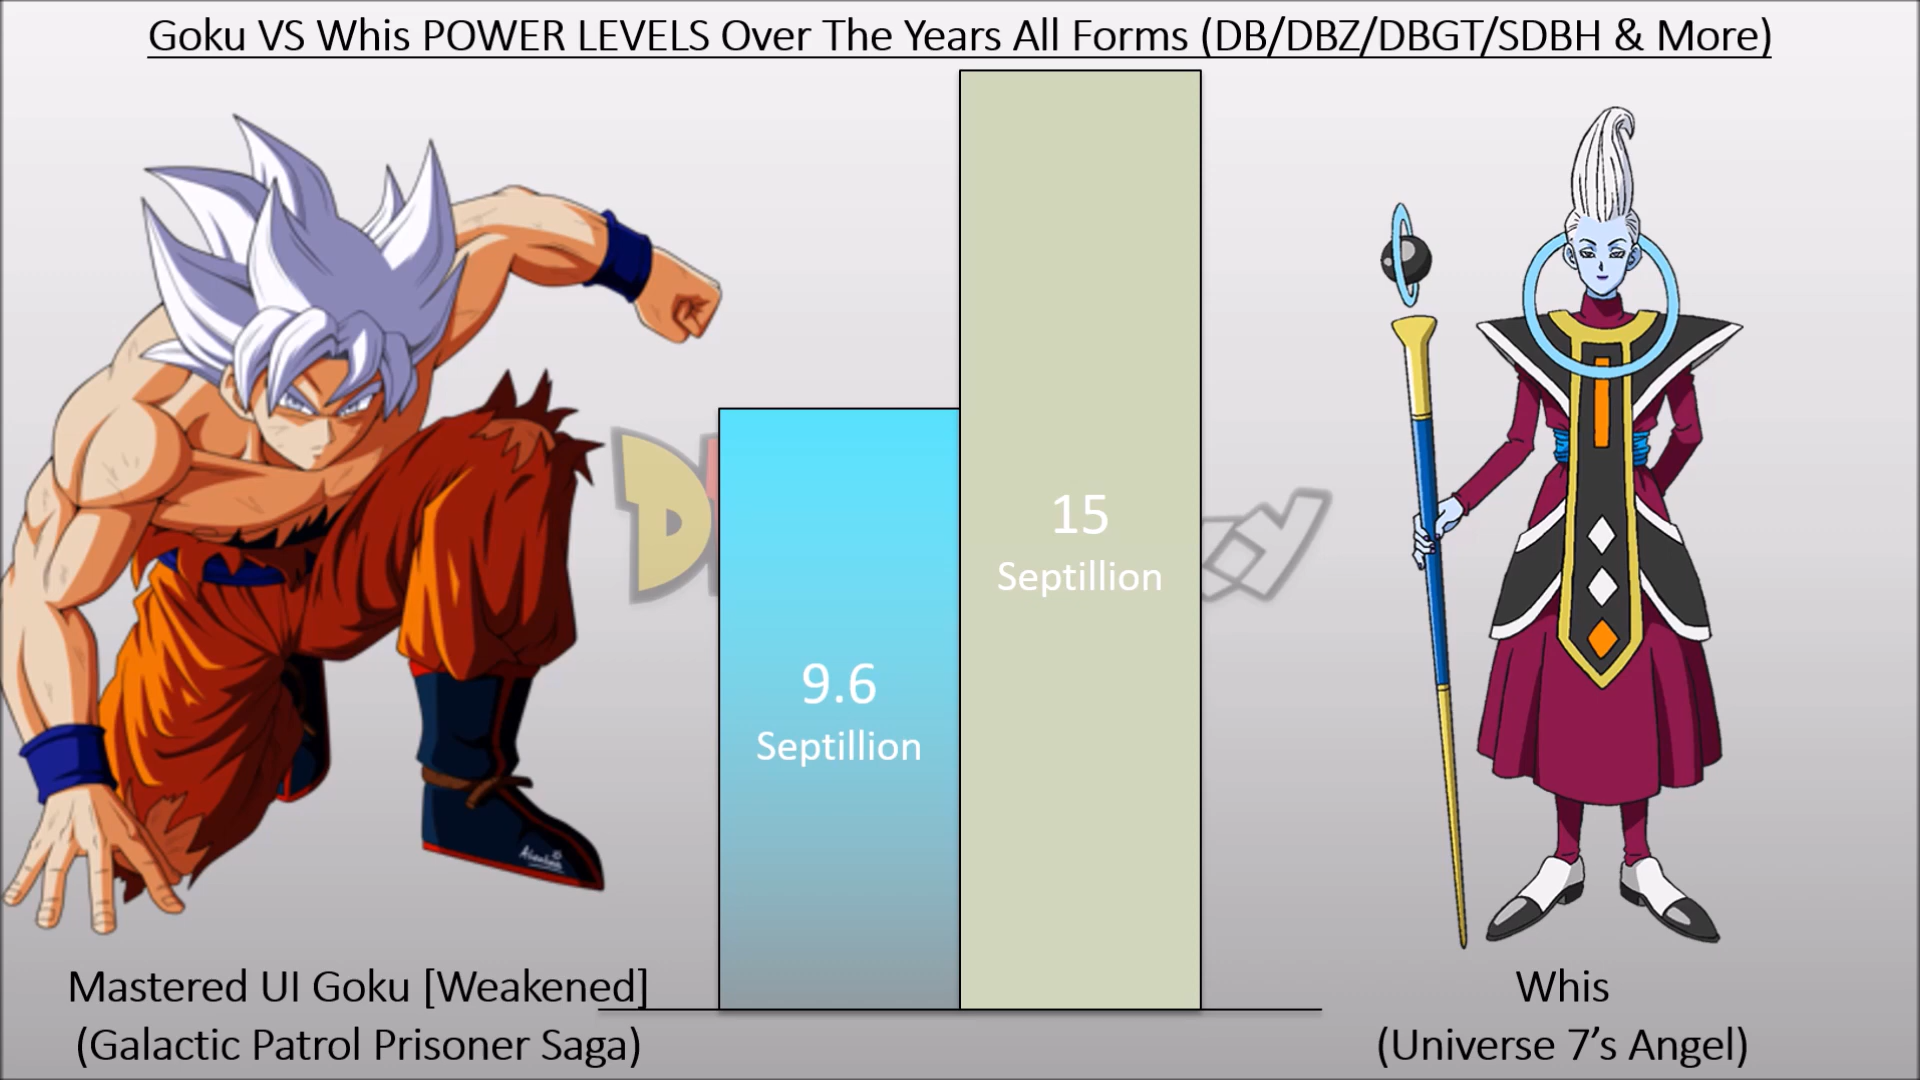 Goku VS Whis POWER LEVELS Over The Years All Forms (DB/DBZ/DBGT/SDBH & More)
15
Septillion
9.6
Septillion
Mastered UI Goku [Weakened]
(Galactic Patrol Prisoner Saga)
Whis
(Universe 7’s Angel)